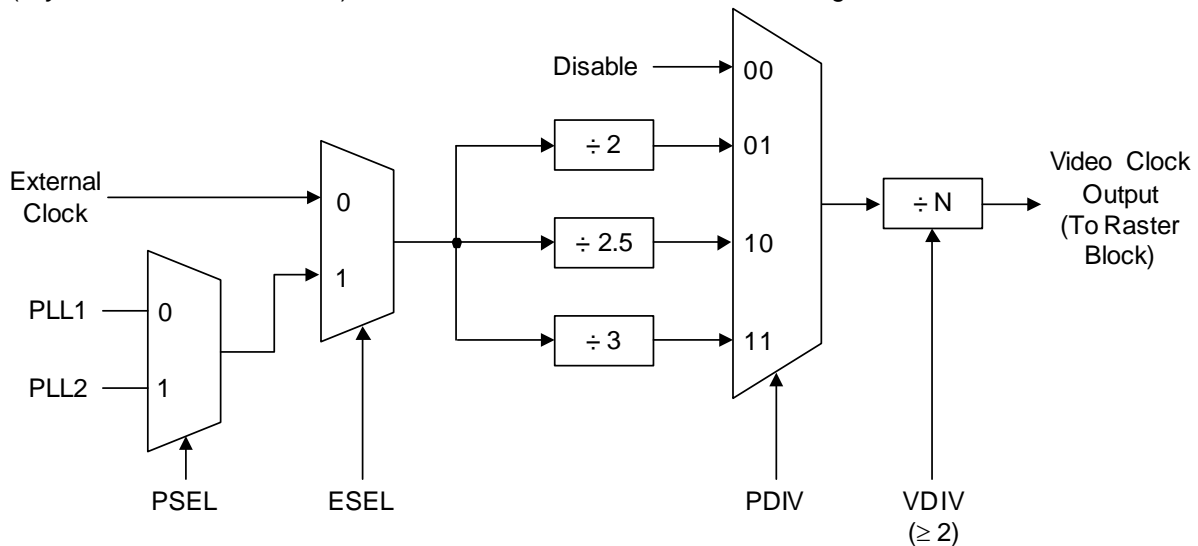 Disable
00
÷ 2
01
External
Clock
0
÷ 2.5
10
÷ N
Video Clock
Output
(To Raster
Block)
1
PLL1
0
÷ 3
11
PLL2
1
PSEL
ESEL
PDIV
VDIV
(≥ 2)